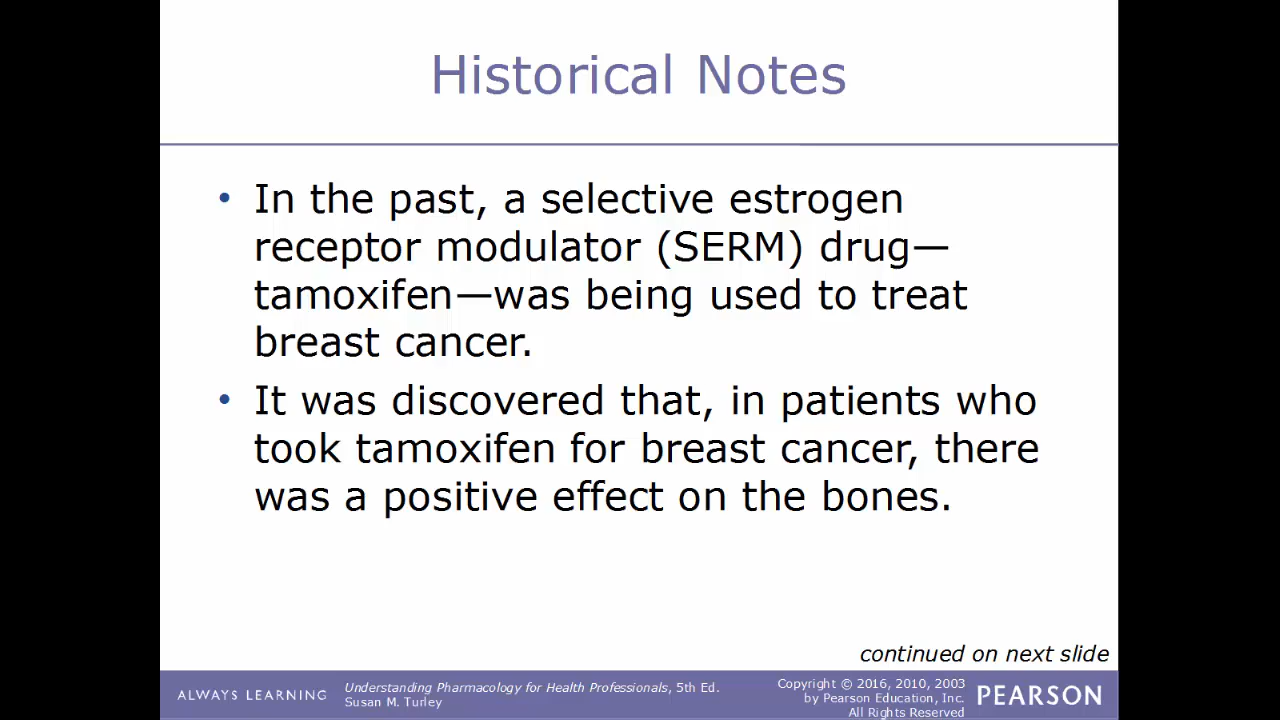 Historical Notes
• In the past, a selective estrogen
receptor modulator (SERM) drug—
tamoxifen—was being used to treat
breast cancer.
• It was discovered that, in patients who
took tamoxifen for breast cancer, there
was a positive effect on the bones.
continued on next slide
ALWAYS LEARNING
Understanding Pharmacology for Health Professionals, 5th Ed.
Susan M. Turley
Copyright © 2016, 2010, 2003
by Pearson Education, Inc.
All Rights Reserved
PEARSON